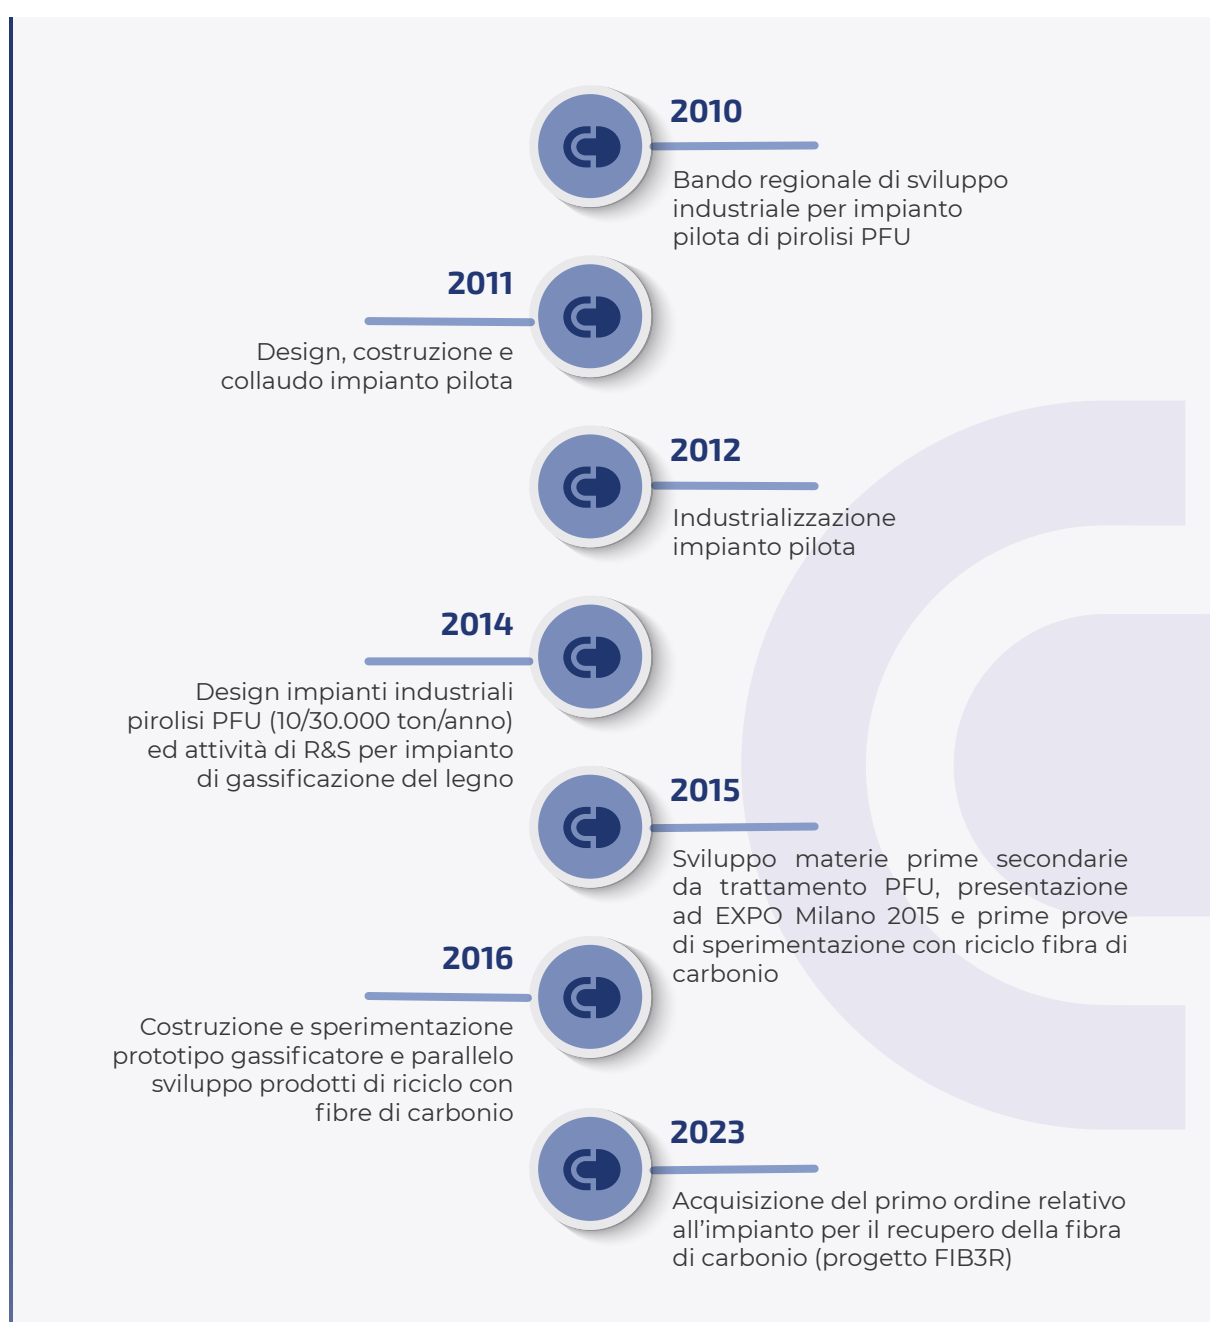 2010
Bando regionale di sviluppo
industriale per impianto
pilota di pirolisi PFU
2011
Design, costruzione e
collaudo impianto pilota
2012
Industrializzazione
impianto pilota
2014
Design impianti industriali
pirolisi PFU (10/30.000 ton/anno)
ed attività di R&S per impianto
di gassificazione del legno
2015
Sviluppo materie prime secondarie
da trattamento PFU, presentazione
ad EXPO Milano 2015 e prime prove
di sperimentazione con riciclo fibra di
carbonio
2016
Costruzione e sperimentazione
prototipo gassificatore e parallelo
sviluppo prodotti di riciclo con
fibre di carbonio
2023
Acquisizione del primo ordine relativo
all’impianto per il recupero della fibra
di carbonio (progetto FIB3R)